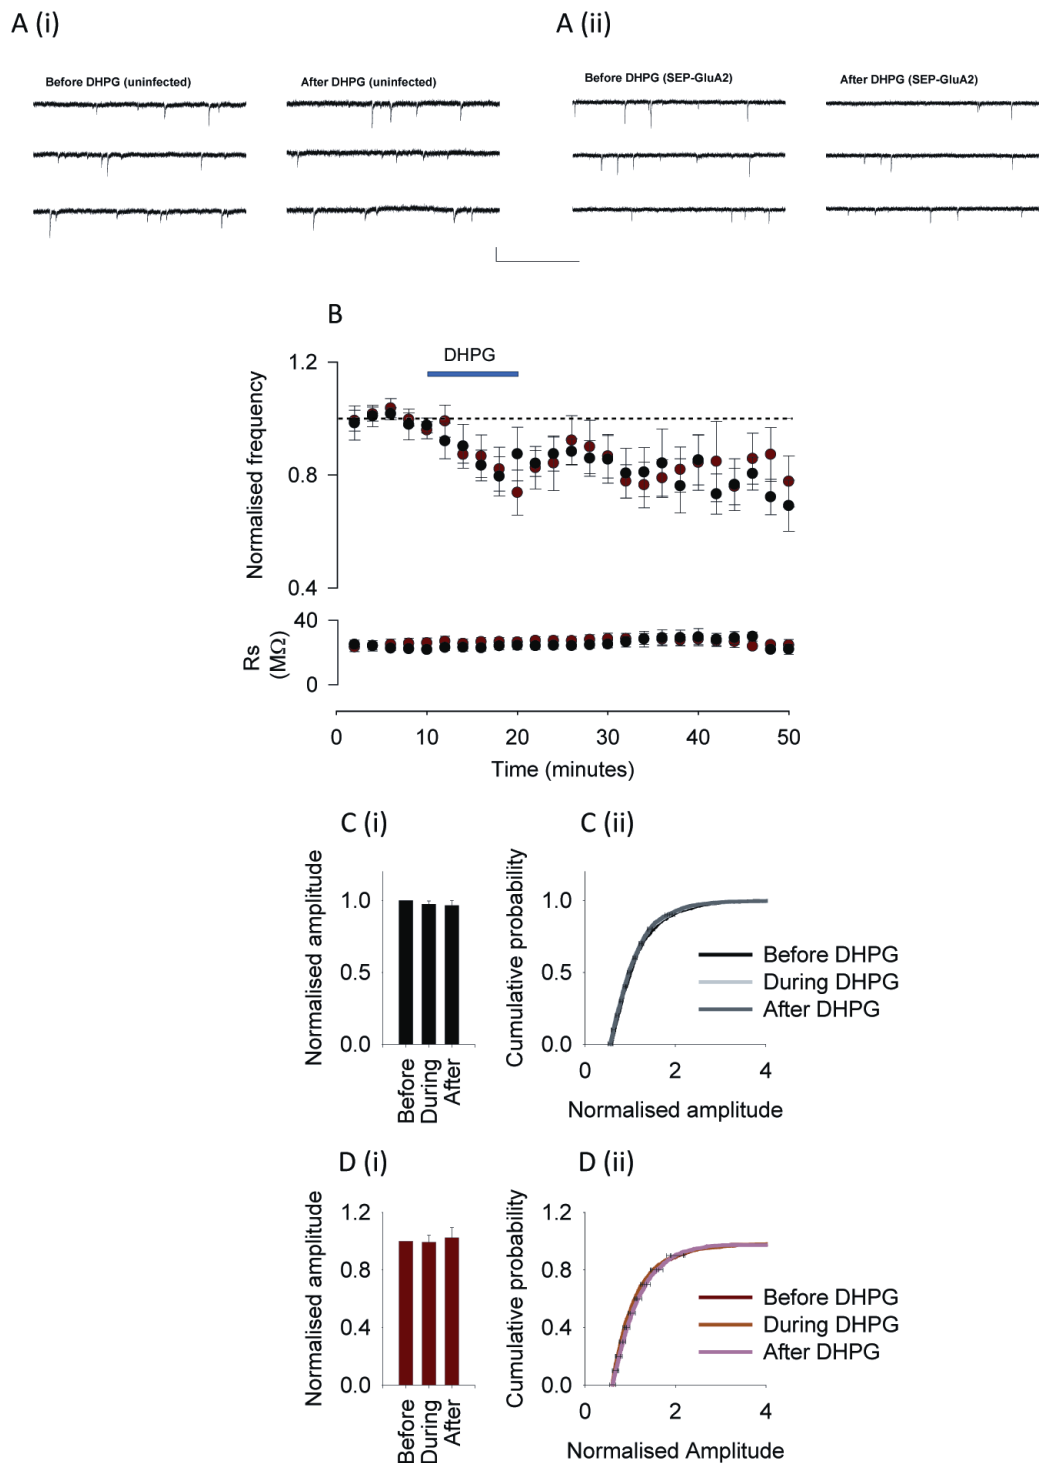 A (i)
A (ii)
Before DHPG (uninfected)
After DHPG (uninfected)
Before DHPG (SEP-GluA2)
After DHPG (SEP-GluA2)
B
DHPG
Normalised frequency
1.2
1.0
0.8
0.4
Rs
(MΩ)
40
0
0 10 20 30 40 50
Time (minutes)
C (i)
Normalised amplitude
1.0
0.5
0.0
Before
During
After
C (ii)
Cumulative probability
1.0
0.5
0.0
Before DHPG
During DHPG
After DHPG
0 2 4
Normalised amplitude
D (i)
Normalised amplitude
1.2
0.8
0.4
0.0
Before
During
After
D (ii)
Cumulative probability
1.2
0.8
0.4
0.0
Before DHPG
During DHPG
After DHPG
0 2 4
Normalised Amplitude